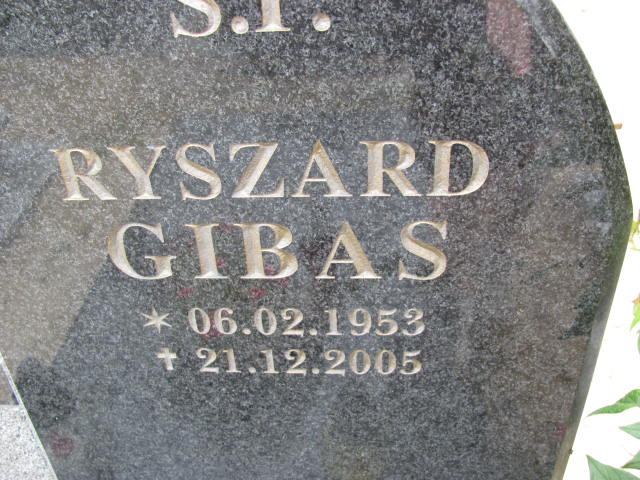 Ś.P.
RYSZARD
GIBAS
* 06.02.1953
✝ 21.12.2005